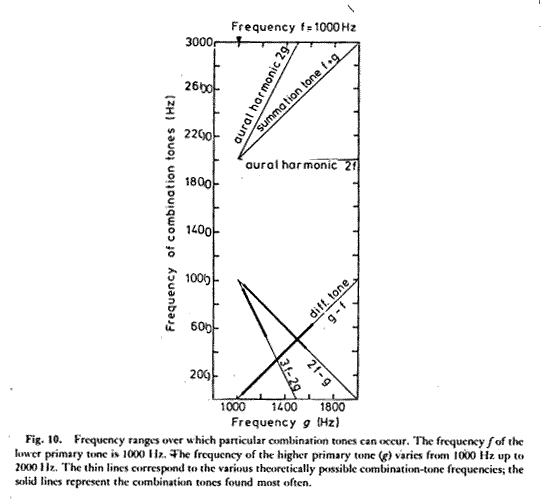 Frequency f = 1000 Hz
3000
2600
2200
1800
1400
1000
600
200
Frequency of combination tones (Hz)
aural harmonic 2g
summation tone f+g
aural harmonic 2f
diff. tone
g-f
3f-2g
2f-g
1000 1400 1800
Frequency g (Hz)
Fig. 10. Frequency ranges over which particular combination tones can occur. The frequency f of the
lower primary tone is 1000 Hz. The frequency of the higher primary tone (g) varies from 1000 Hz up to
2000 Hz. The thin lines correspond to the various theoretically possible combination-tone frequencies; the
solid lines represent the combination tones found most often.